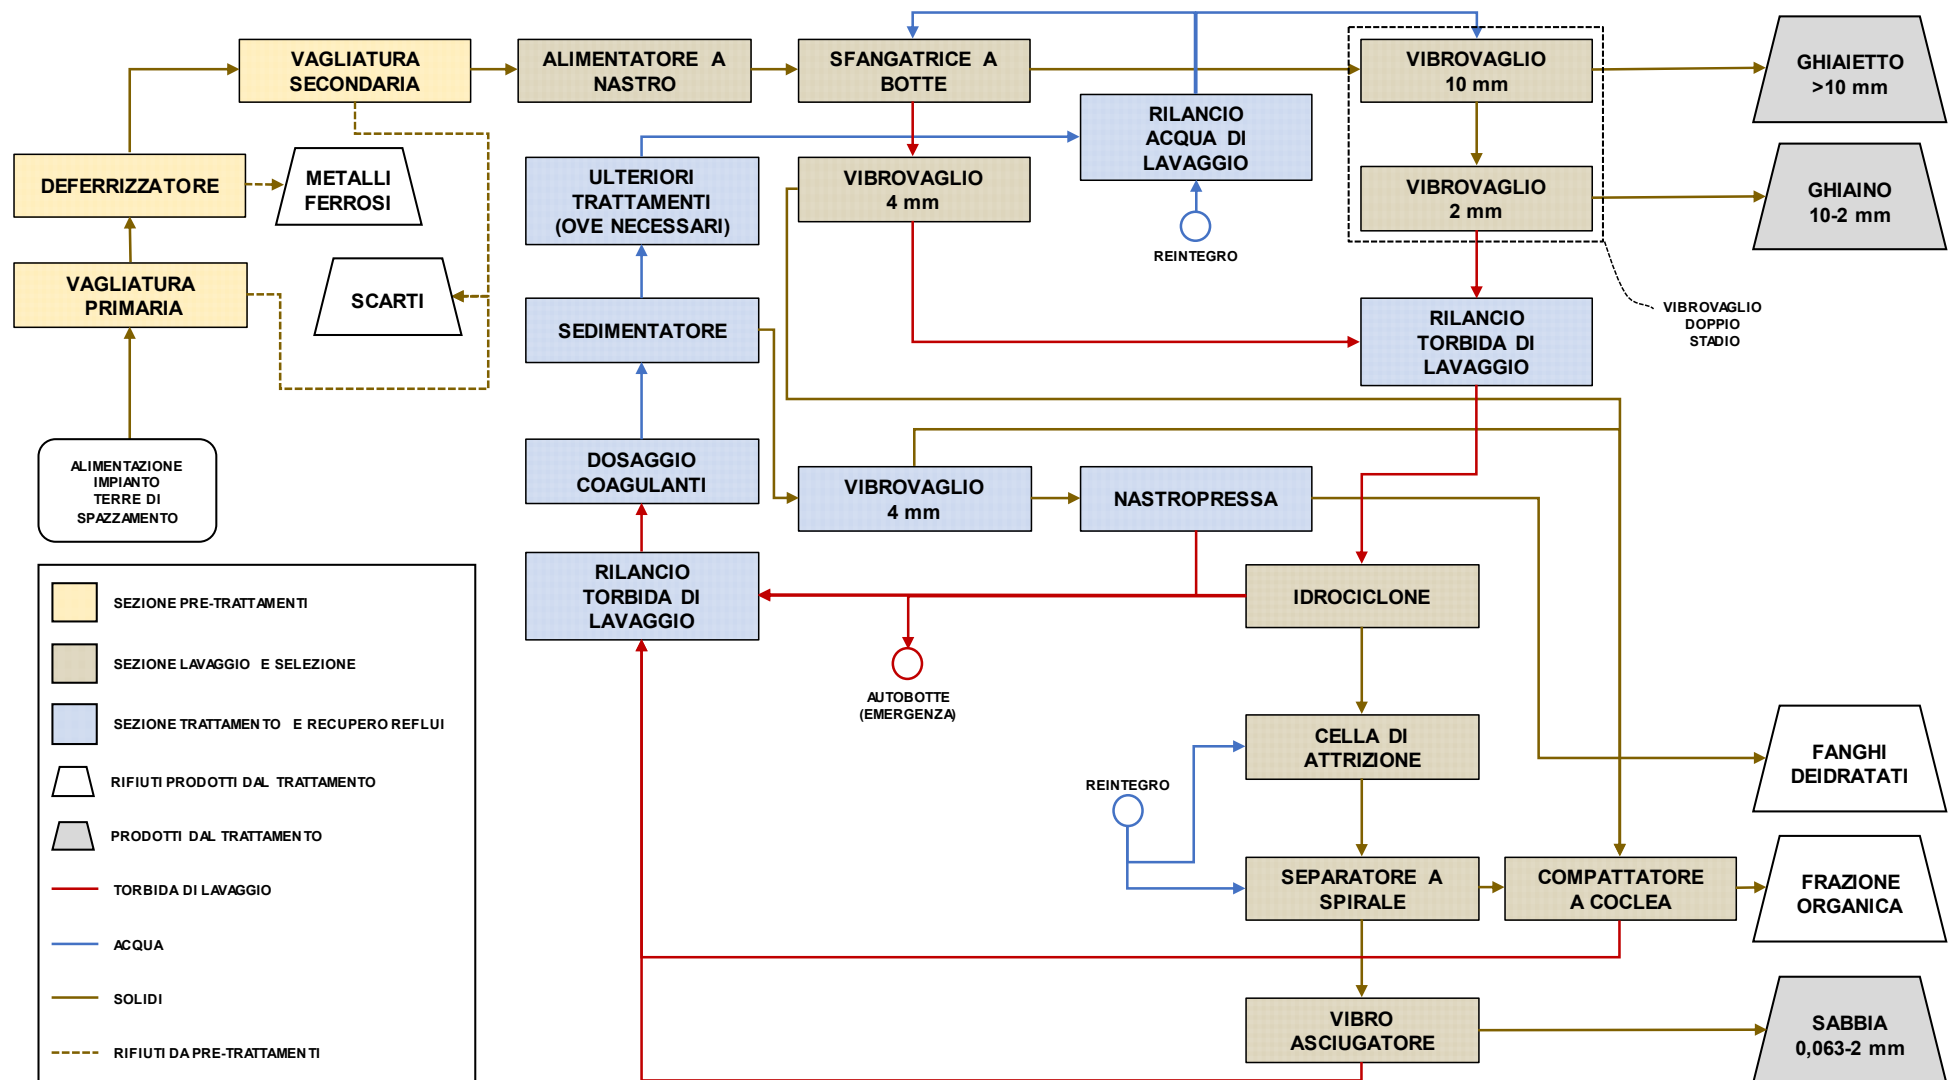 VAGLIATURA
SECONDARIA
ALIMENTATORE A
NASTRO
SFANGATRICE A
BOTTE
VIBROVAGLIO
10 mm
GHIAIETTO
>10 mm
RILANCIO
ACQUA DI
LAVAGGIO
DEFERRIZZATORE
METALLI
FERROSI
ULTERIORI
TRATTAMENTI
(OVE NECESSARI)
VIBROVAGLIO
4 mm
VIBROVAGLIO
2 mm
GHIAINO
10-2 mm
REINTEGRO
VAGLIATURA
PRIMARIA
SCARTI
SEDIMENTATORE
RILANCIO
TORBIDA DI
LAVAGGIO
VIBROVAGLIO
DOPPIO
STADIO
ALIMENTAZIONE
IMPIANTO
TERRE DI
SPAZZAMENTO
DOSAGGIO
COAGULANTI
VIBROVAGLIO
4 mm
NASTROPRESSA
RILANCIO
TORBIDA DI
LAVAGGIO
IDROCICLONE
AUTOBOTTE
(EMERGENZA)
CELLA DI
ATTRIZIONE
FANGHI
DEIDRATATI
REINTEGRO
SEPARATORE A
SPIRALE
COMPATTATORE
A COCLEA
FRAZIONE
ORGANICA
VIBRO
ASCIUGATORE
SABBIA
0,063-2 mm
SEZIONE PRE-TRATTAMENTI
SEZIONE LAVAGGIO E SELEZIONE
SEZIONE TRATTAMENTO E RECUPERO REFLUI
RIFIUTI PRODOTTI DAL TRATTAMENTO
PRODOTTI DAL TRATTAMENTO
TORBIDA DI LAVAGGIO
ACQUA
SOLIDI
RIFIUTI DA PRE-TRATTAMENTI